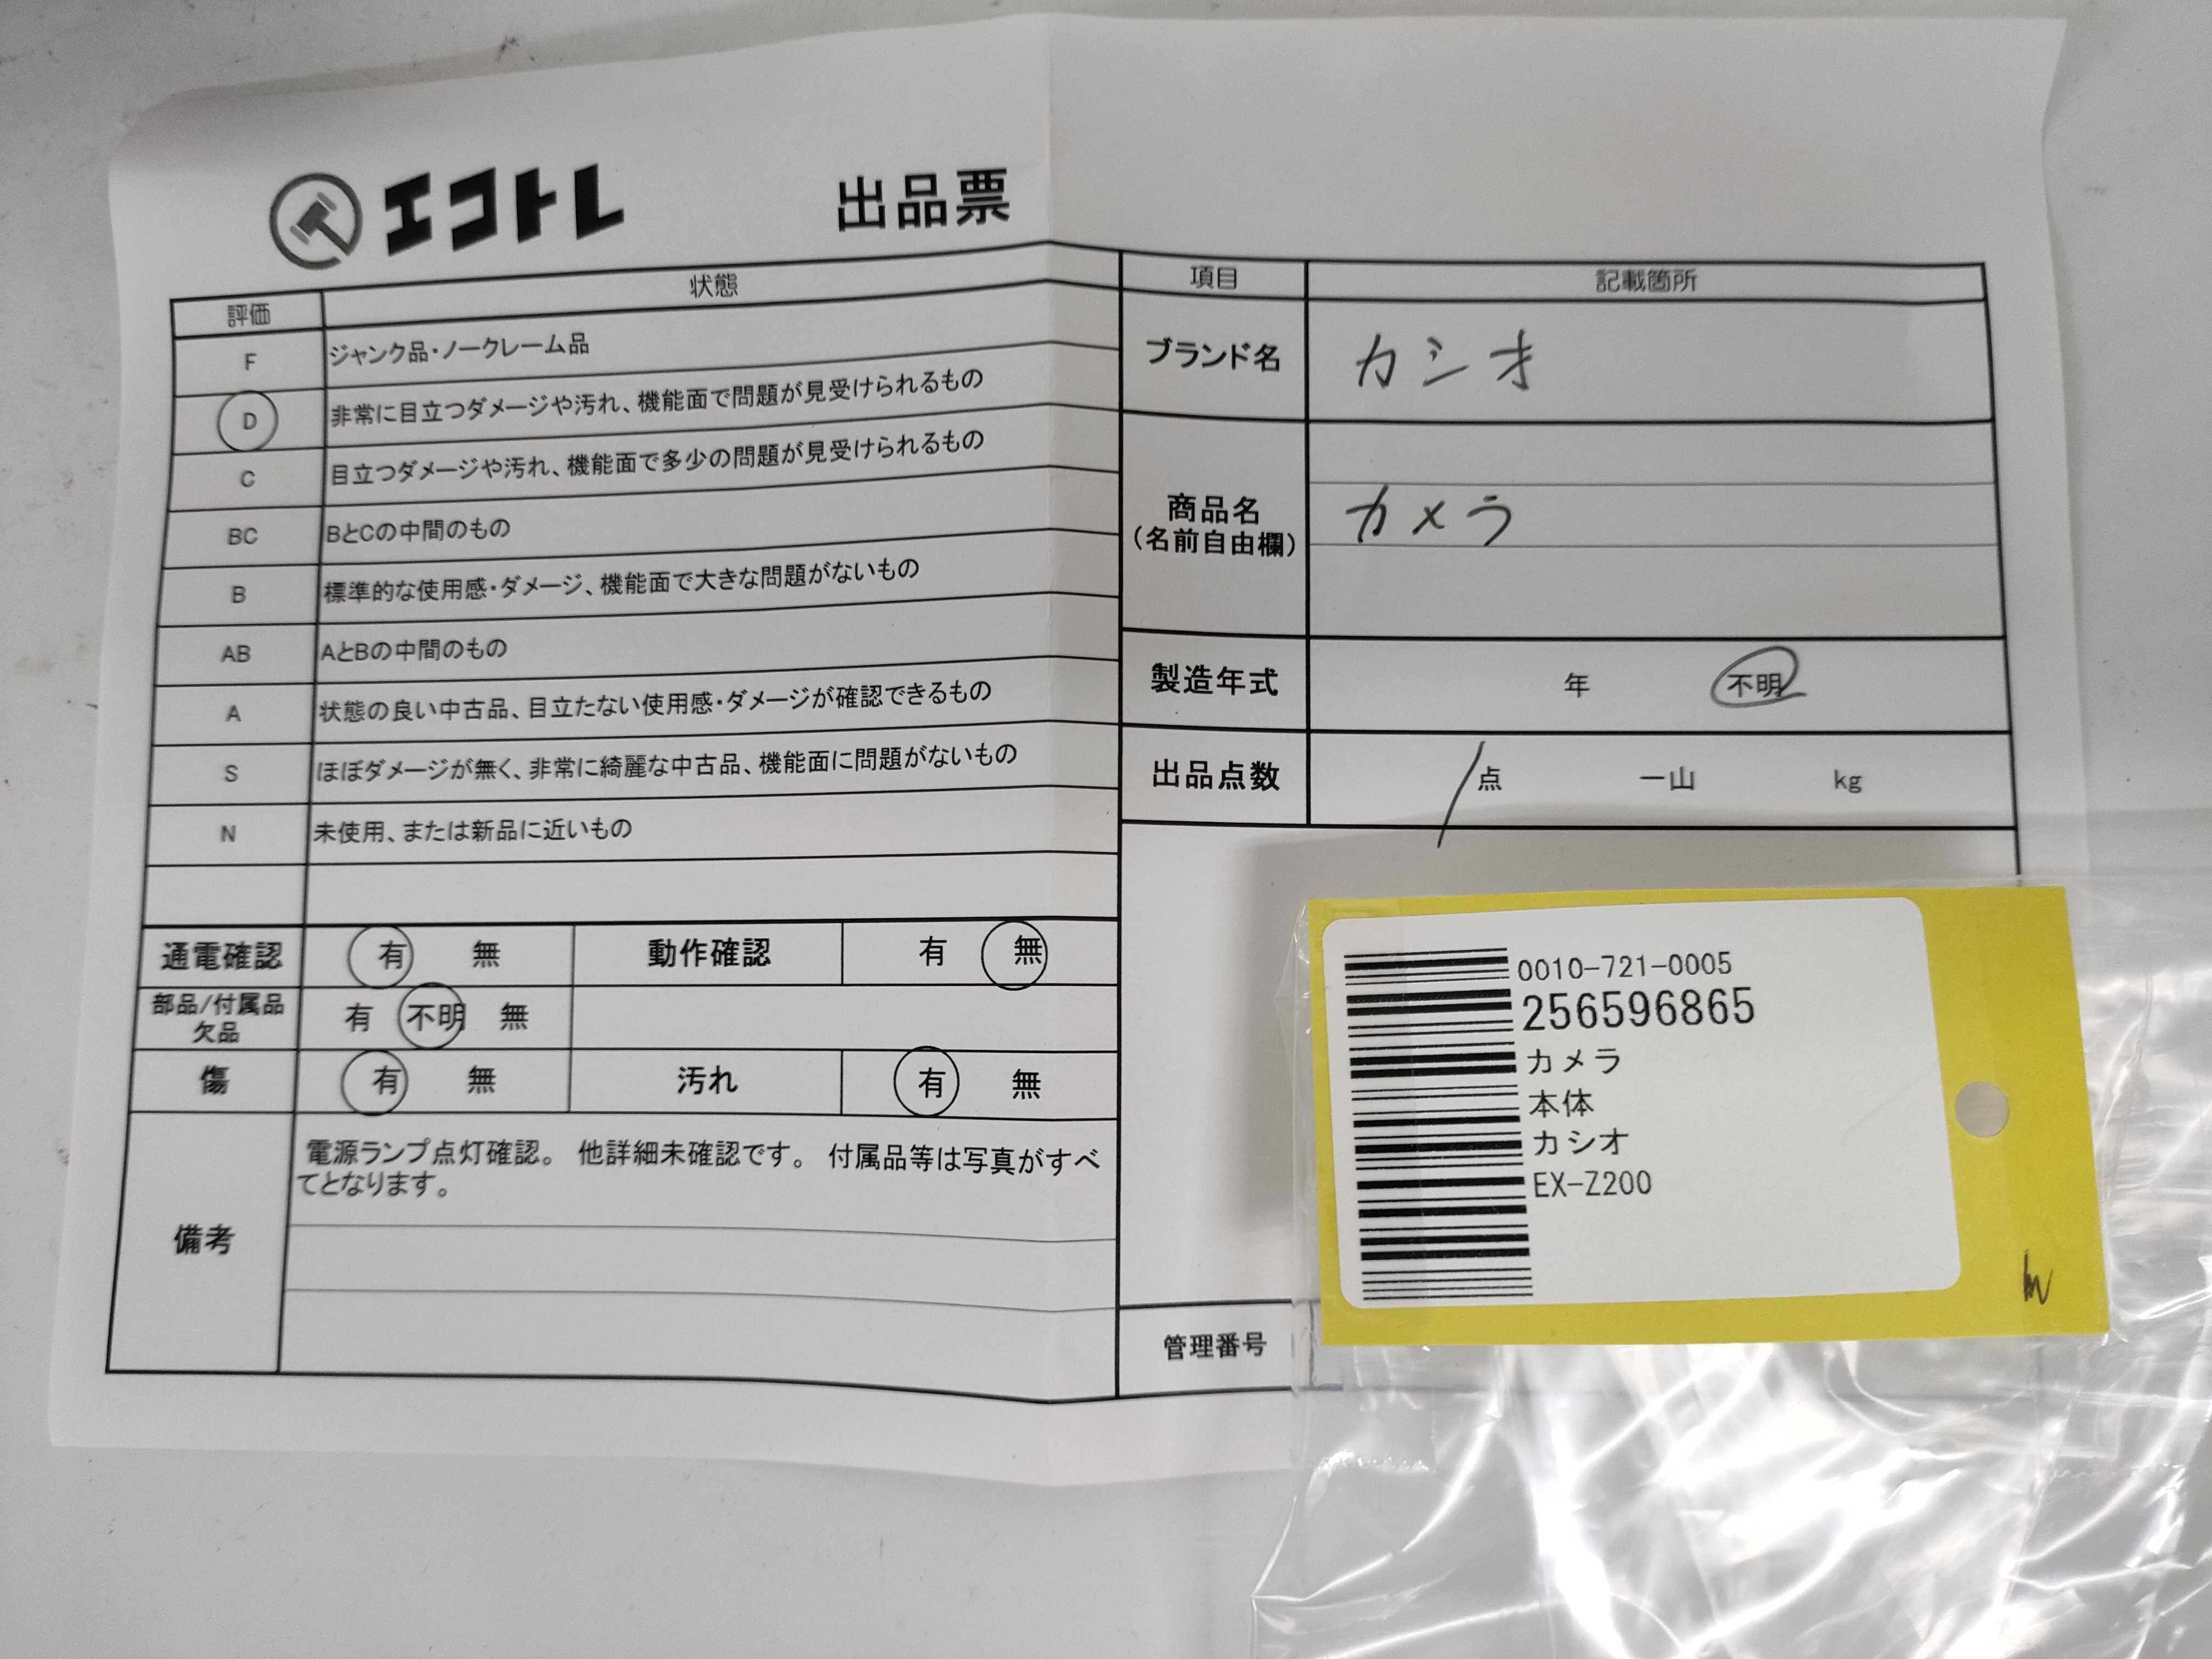 エコトレ 出品票
評価 状態
F ジャンク品・ノークレーム品
D 非常に目立つダメージや汚れ、機能面で問題が見受けられるもの
C 目立つダメージや汚れ、機能面で多少の問題が見受けられるもの
BC BとCの中間のもの
B 標準的な使用感・ダメージ、機能面で大きな問題がないもの
AB AとBの中間のもの
A 状態の良い中古品、目立たない使用感・ダメージが確認できるもの
S ほぼダメージが無く、非常に綺麗な中古品、機能面に問題がないもの
N 未使用、または新品に近いもの
通電確認 有 無 動作確認 有 無
部品/付属品
欠品
有 不明 無
傷 有 無 汚れ 有 無
備考
電源ランプ点灯確認。 他詳細未確認です。 付属品等は写真がすべ
てとなります。
項目 記載箇所
ブランド名 カシオ
商品名
(名前自由欄)
カメラ
製造年式 年 不明
出品点数 1点 一山 kg
管理番号
0010-721-0005
256596865
カメラ
本体
カシオ
EX-Z200